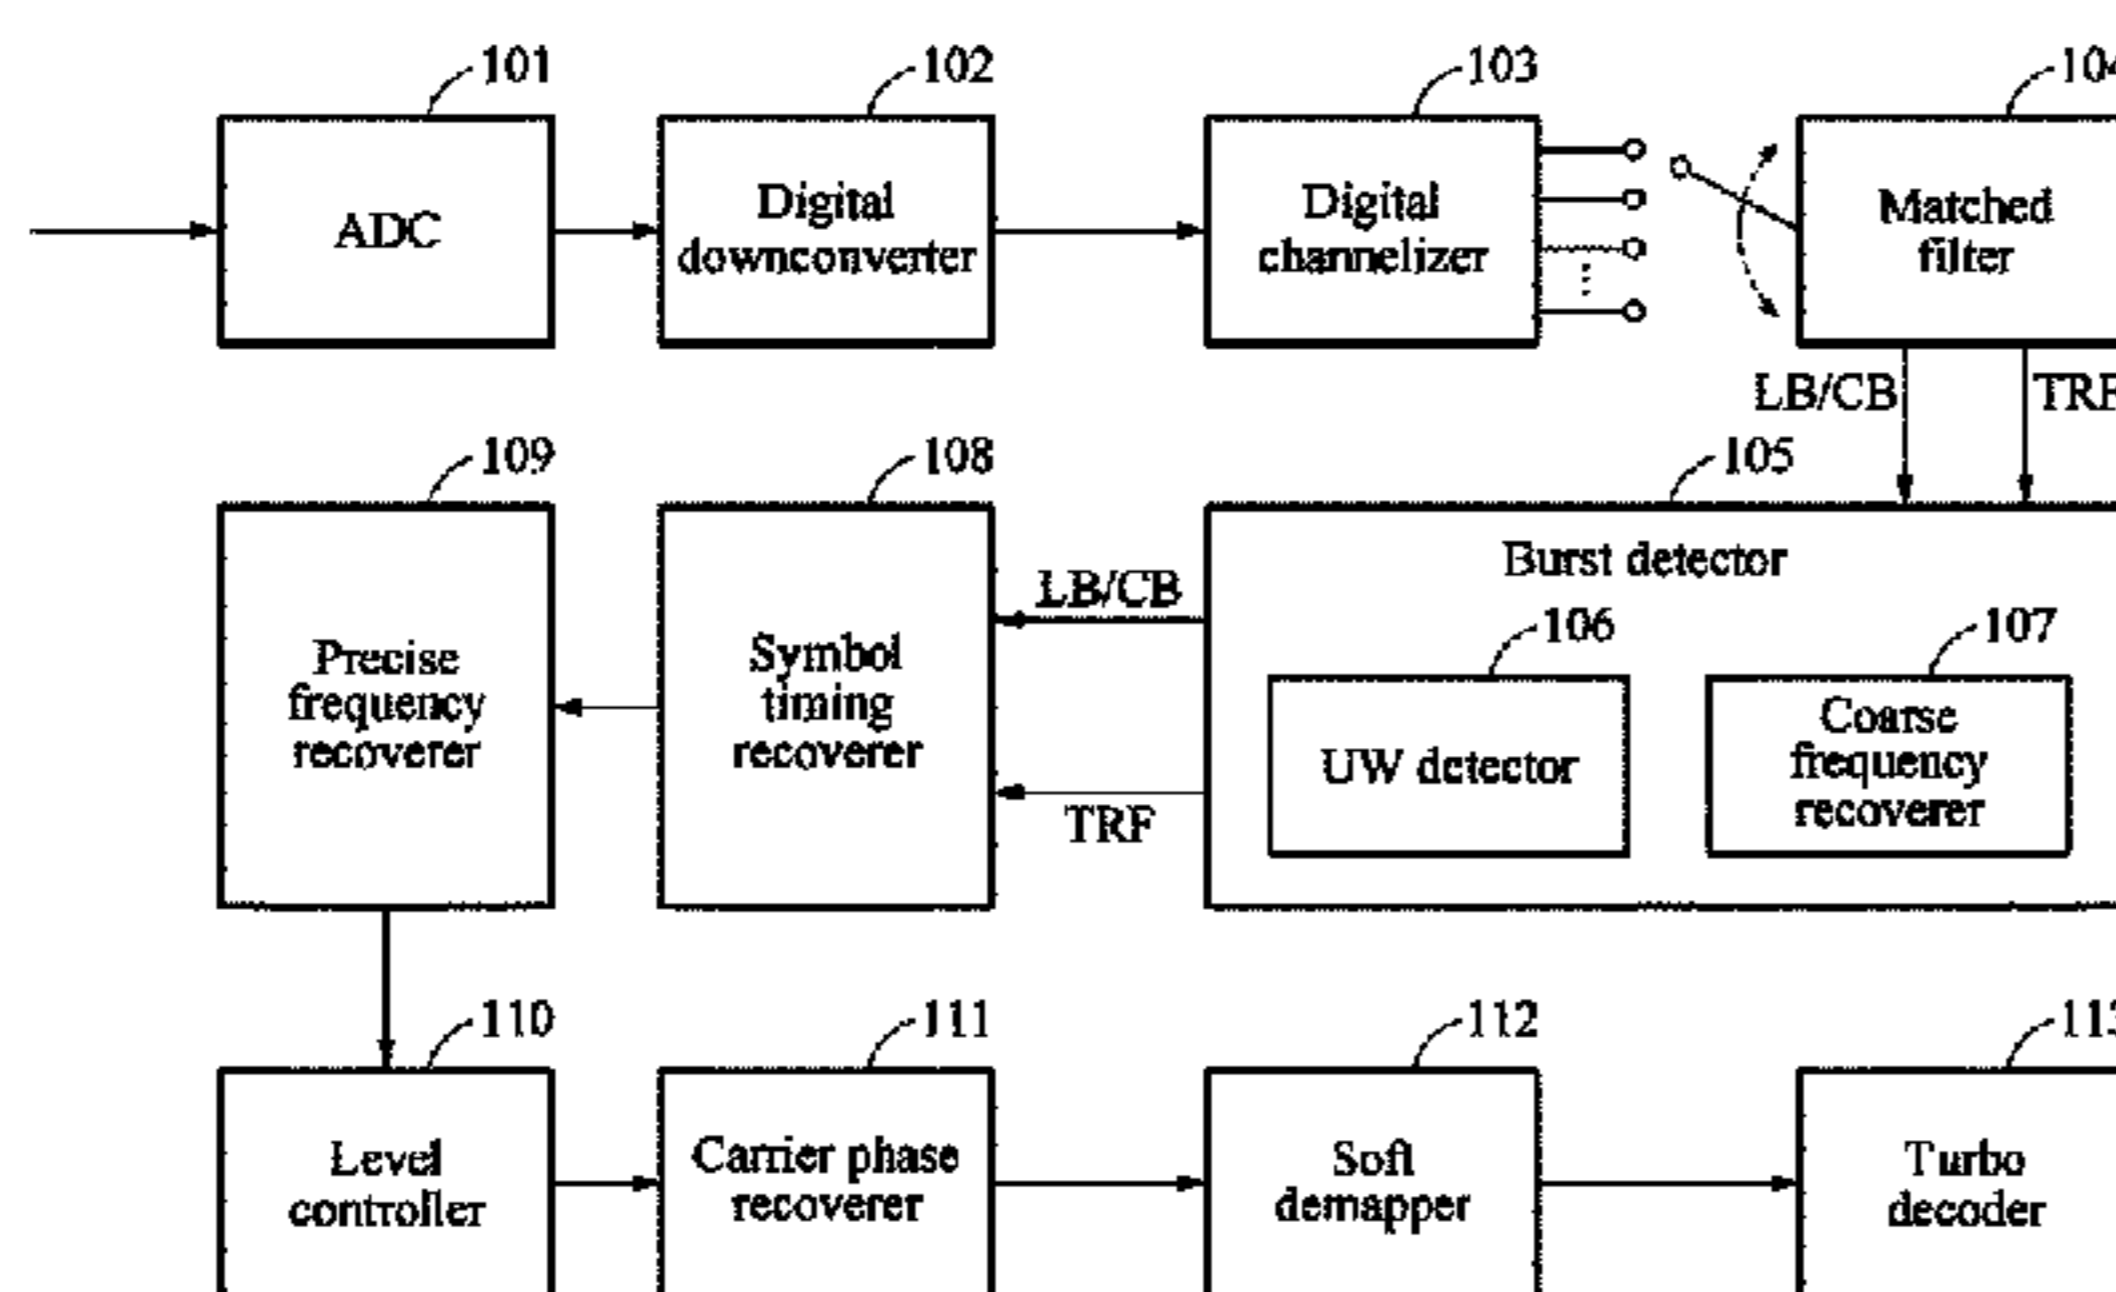 101
102
103
104
ADC
Digital
downconverter
Digital
channelizer
Matched
filter
LB/CB
TRF
109
108
105
Burst detector
LB/CB
106
107
Precise
frequency
recoverer
Symbol
timing
recoverer
UW detector
Coarse
frequency
recoverer
TRF
110
111
112
113
Level
controller
Carrier phase
recoverer
Soft
demapper
Turbo
decoder